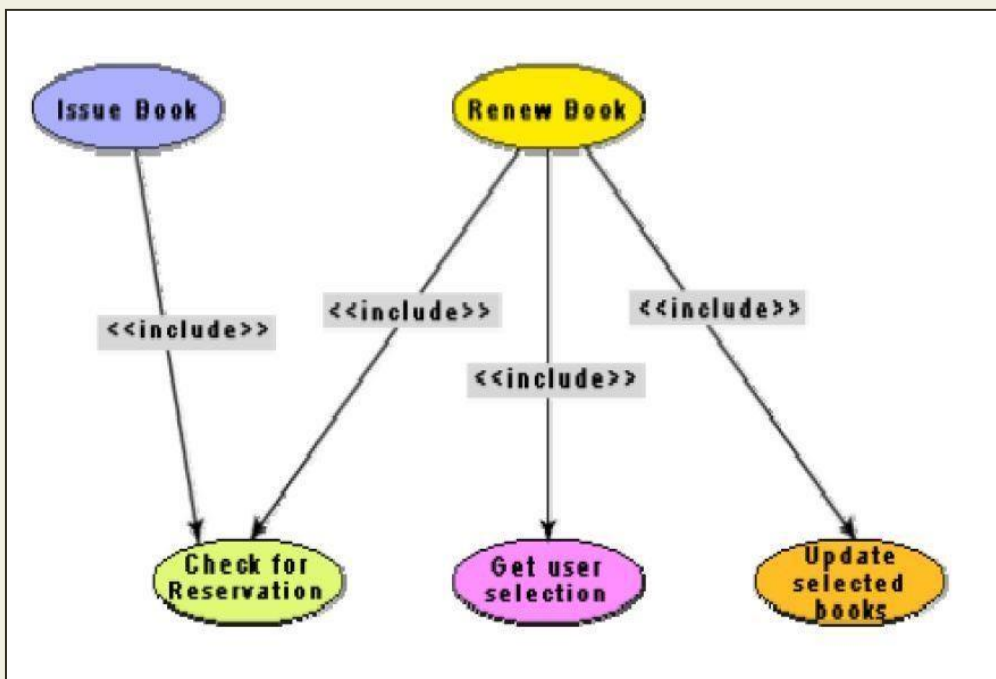 Issue Book
Renew Book
<<include>>
<<include>>
<<include>>
<<include>>
Check for
Reservation
Get user
selection
Update
selected
books